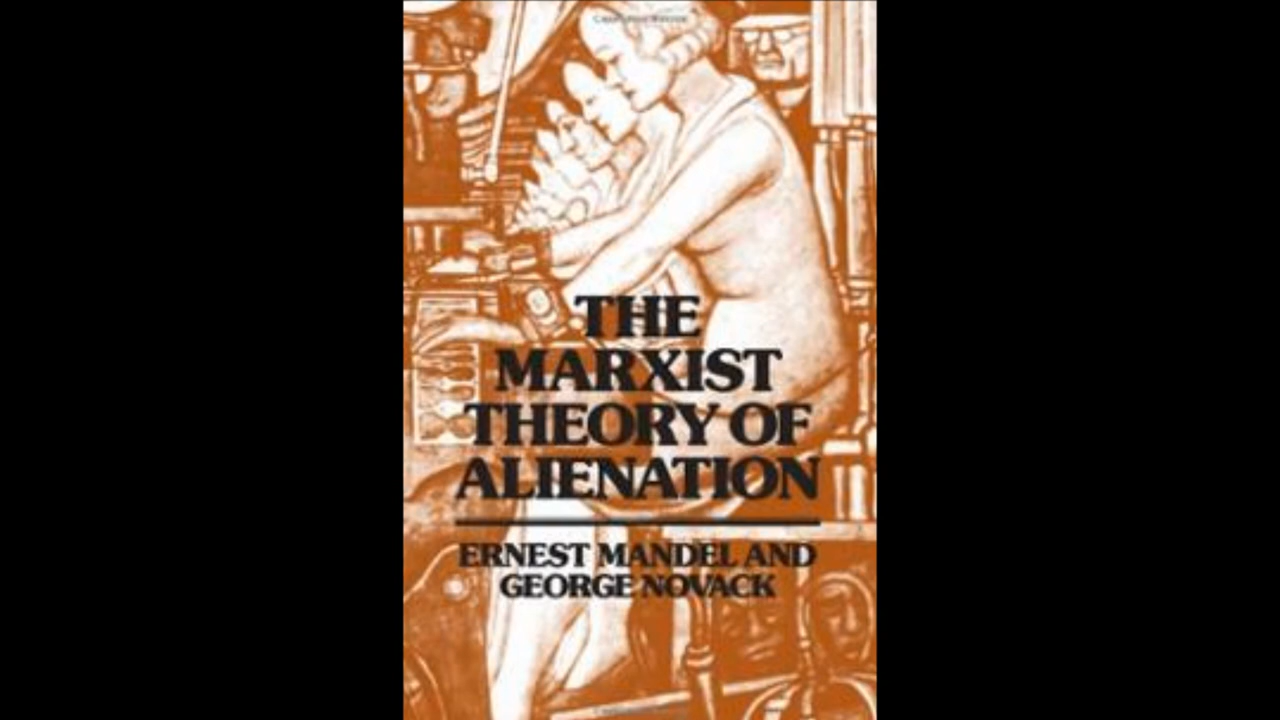 THE
MARXIST
THEORY OF
ALIENATION
ERNEST MANDEL AND
GEORGE NOVACK